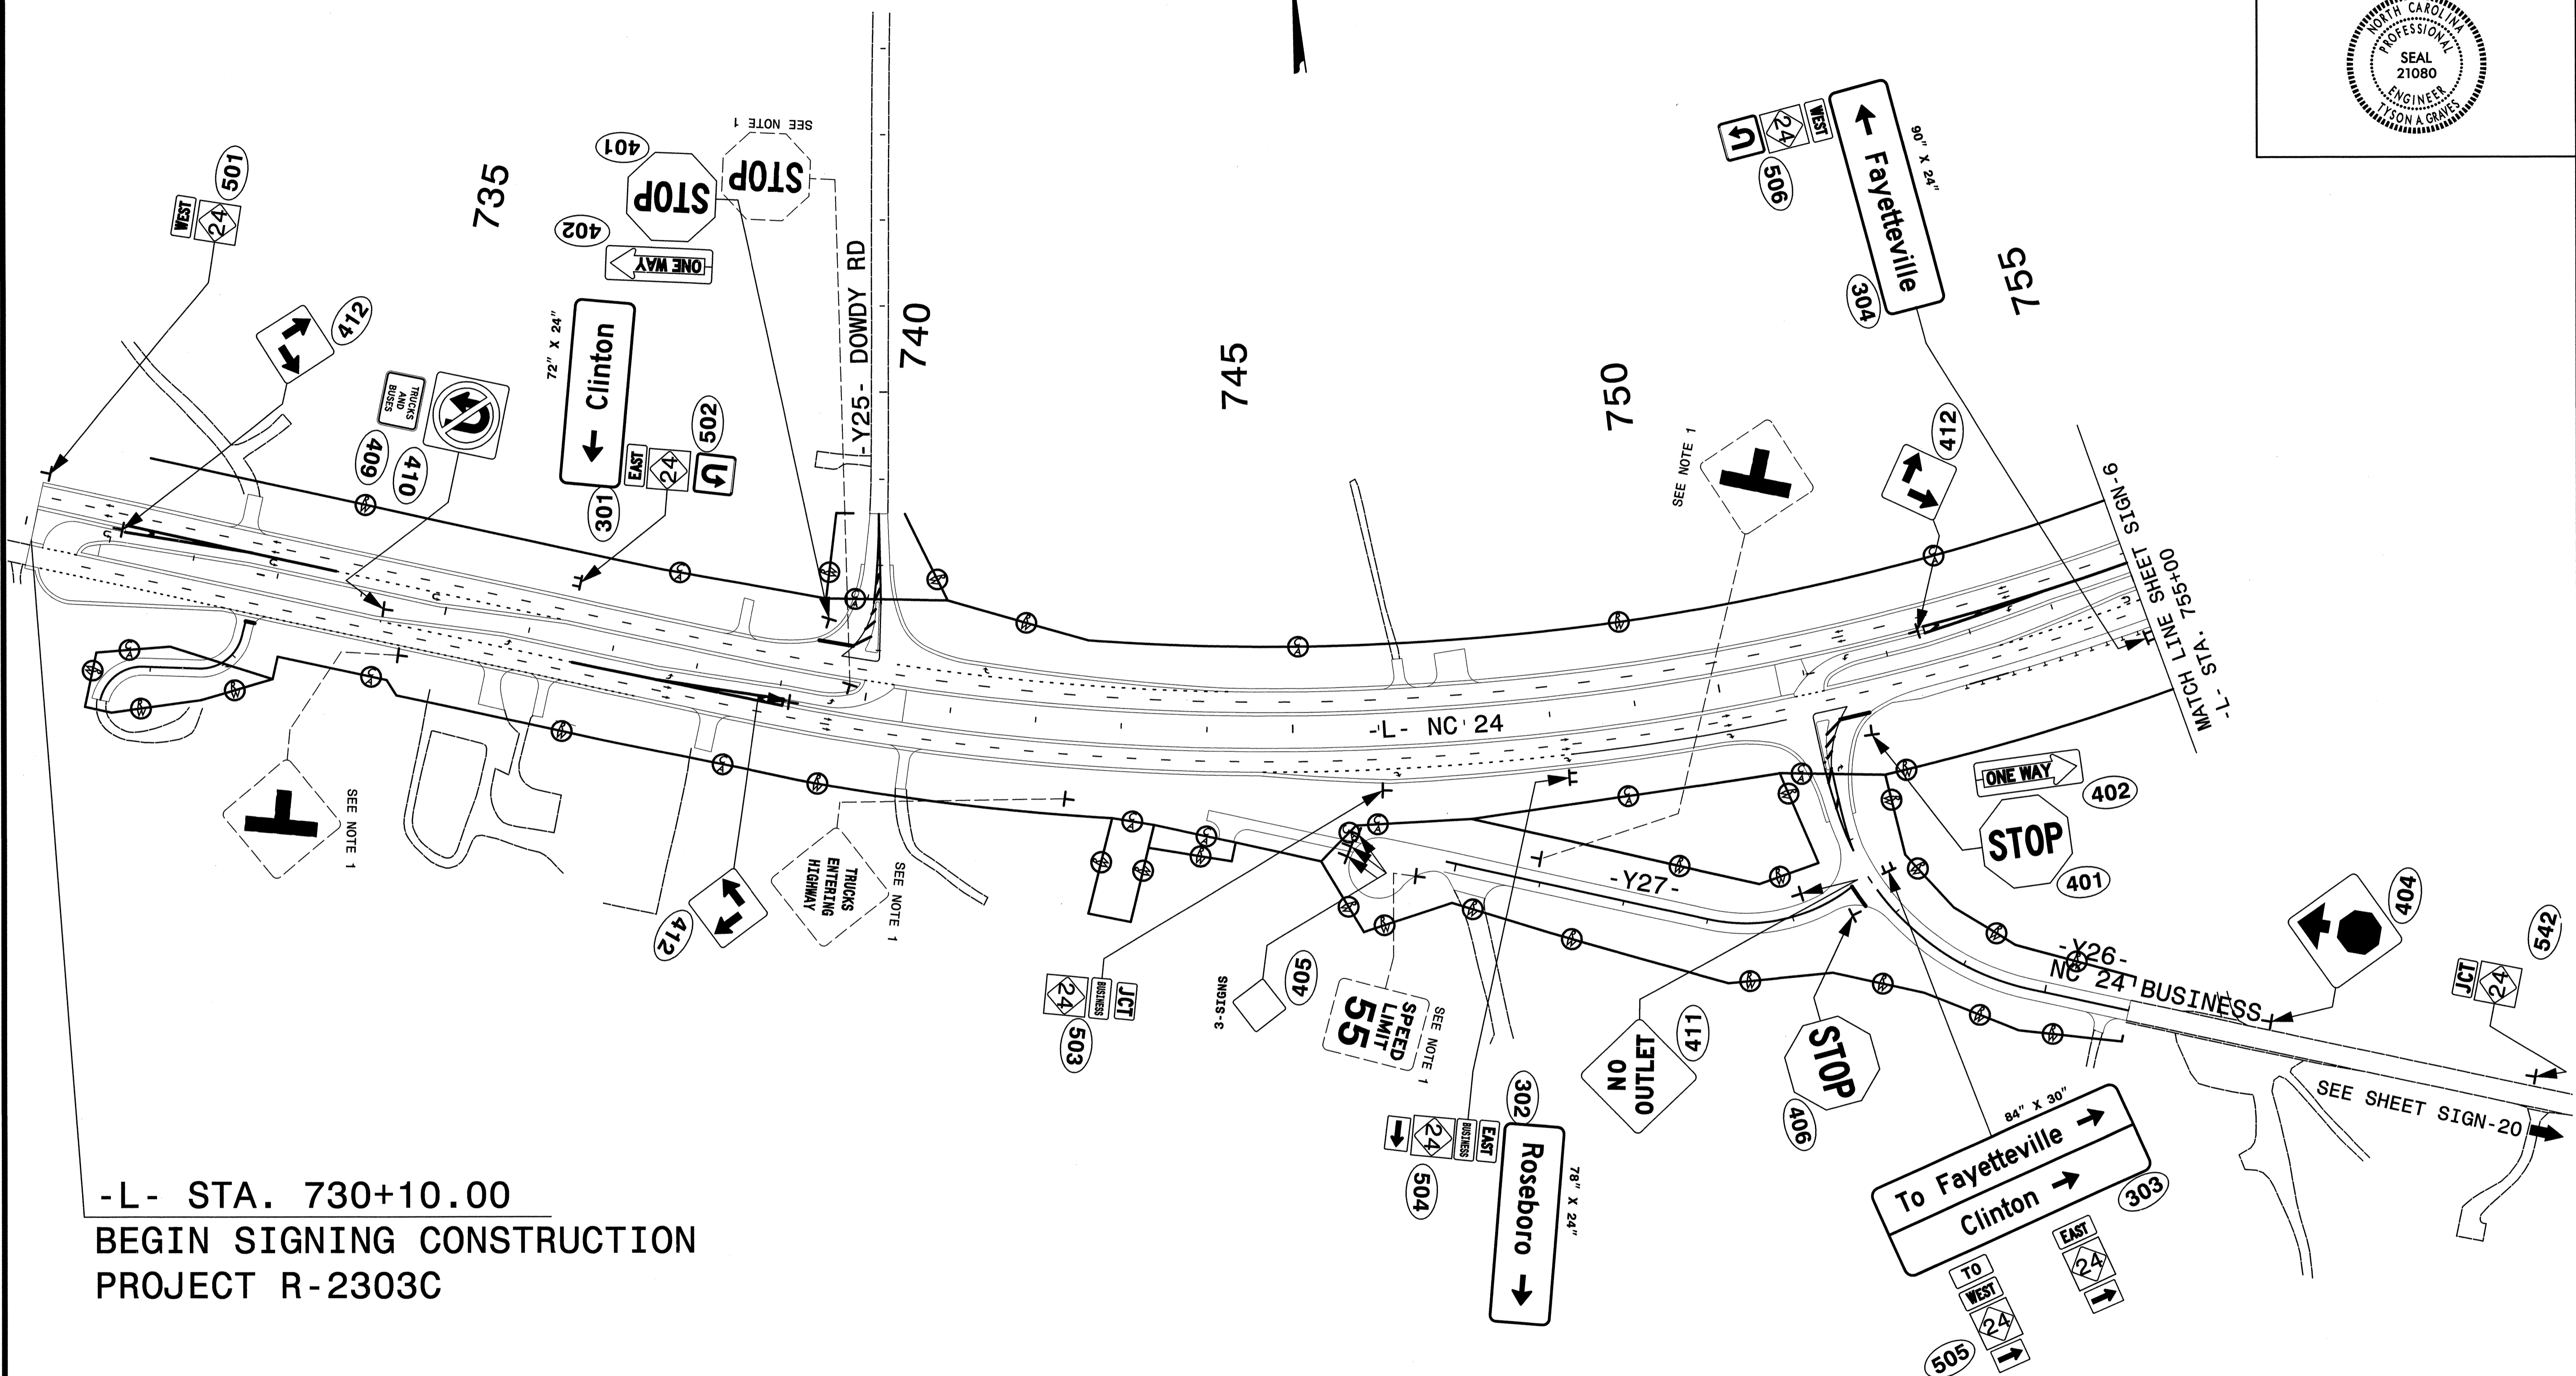 NORTH CAROLINA
PROFESSIONAL
SEAL
21080
ENGINEER
TYSON A. GRAVES
501
WEST
24
412
735
401
STOP
SEE NOTE 1
STOP
402
ONE WAY
72" X 24"
Clinton
301
EAST
24
502
TRUCKS
AND
BUSES
409
410
-Y25- DOWDY RD
740
745
750
755
WEST
24
506
Fayetteville
90" X 24"
304
412
SEE NOTE 1
MATCH LINE SHEET SIGN-6
-L- STA. 755+00
-L- NC 24
SEE NOTE 1
412
TRUCKS
ENTERING
HIGHWAY
SEE NOTE 1
JCT
BUSINESS
24
503
3-SIGNS
405
SPEED
LIMIT
55
SEE NOTE 1
-Y27-
ONE WAY
402
STOP
401
404
542
JCT
24
-Y26-
NC 24 BUSINESS
SEE SHEET SIGN-20
NO
OUTLET
411
STOP
406
EAST
BUSINESS
24
504
302
Roseboro
78" X 24"
84" X 30"
To Fayetteville
Clinton
303
EAST
24
TO
WEST
24
505
-L- STA. 730+10.00
BEGIN SIGNING CONSTRUCTION
PROJECT R-2303C